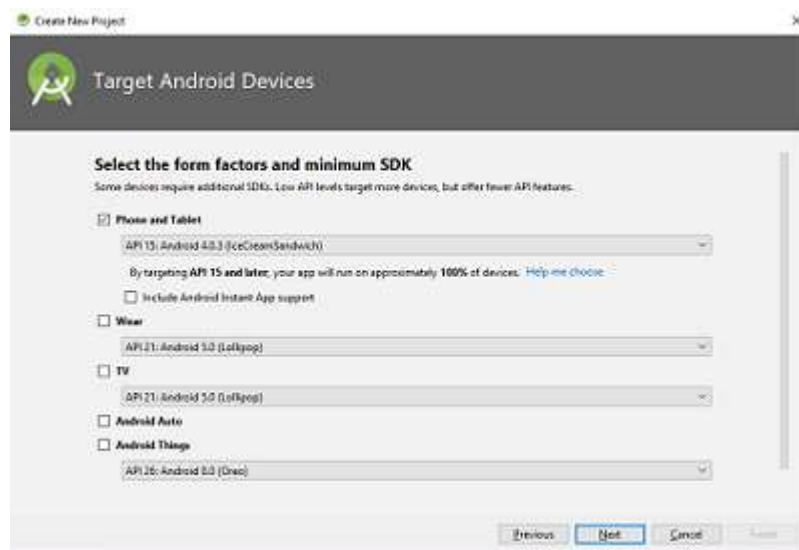 Create New Project
Target Android Devices
Select the form factors and minimum SDK
Some devices require additional SDKs. Low API levels target more devices, but offer fewer API features.
Phone and Tablet
API 15: Android 4.0.3 (IceCreamSandwich)
By targeting API 15 and later, your app will run on approximately 100% of devices. Help me choose
Include Android Instant App support
Wear
API 21: Android 5.0 (Lollipop)
TV
API 21: Android 5.0 (Lollipop)
Android Auto
Android Things
API 26: Android 8.0 (Oreo)
Previous Next Cancel